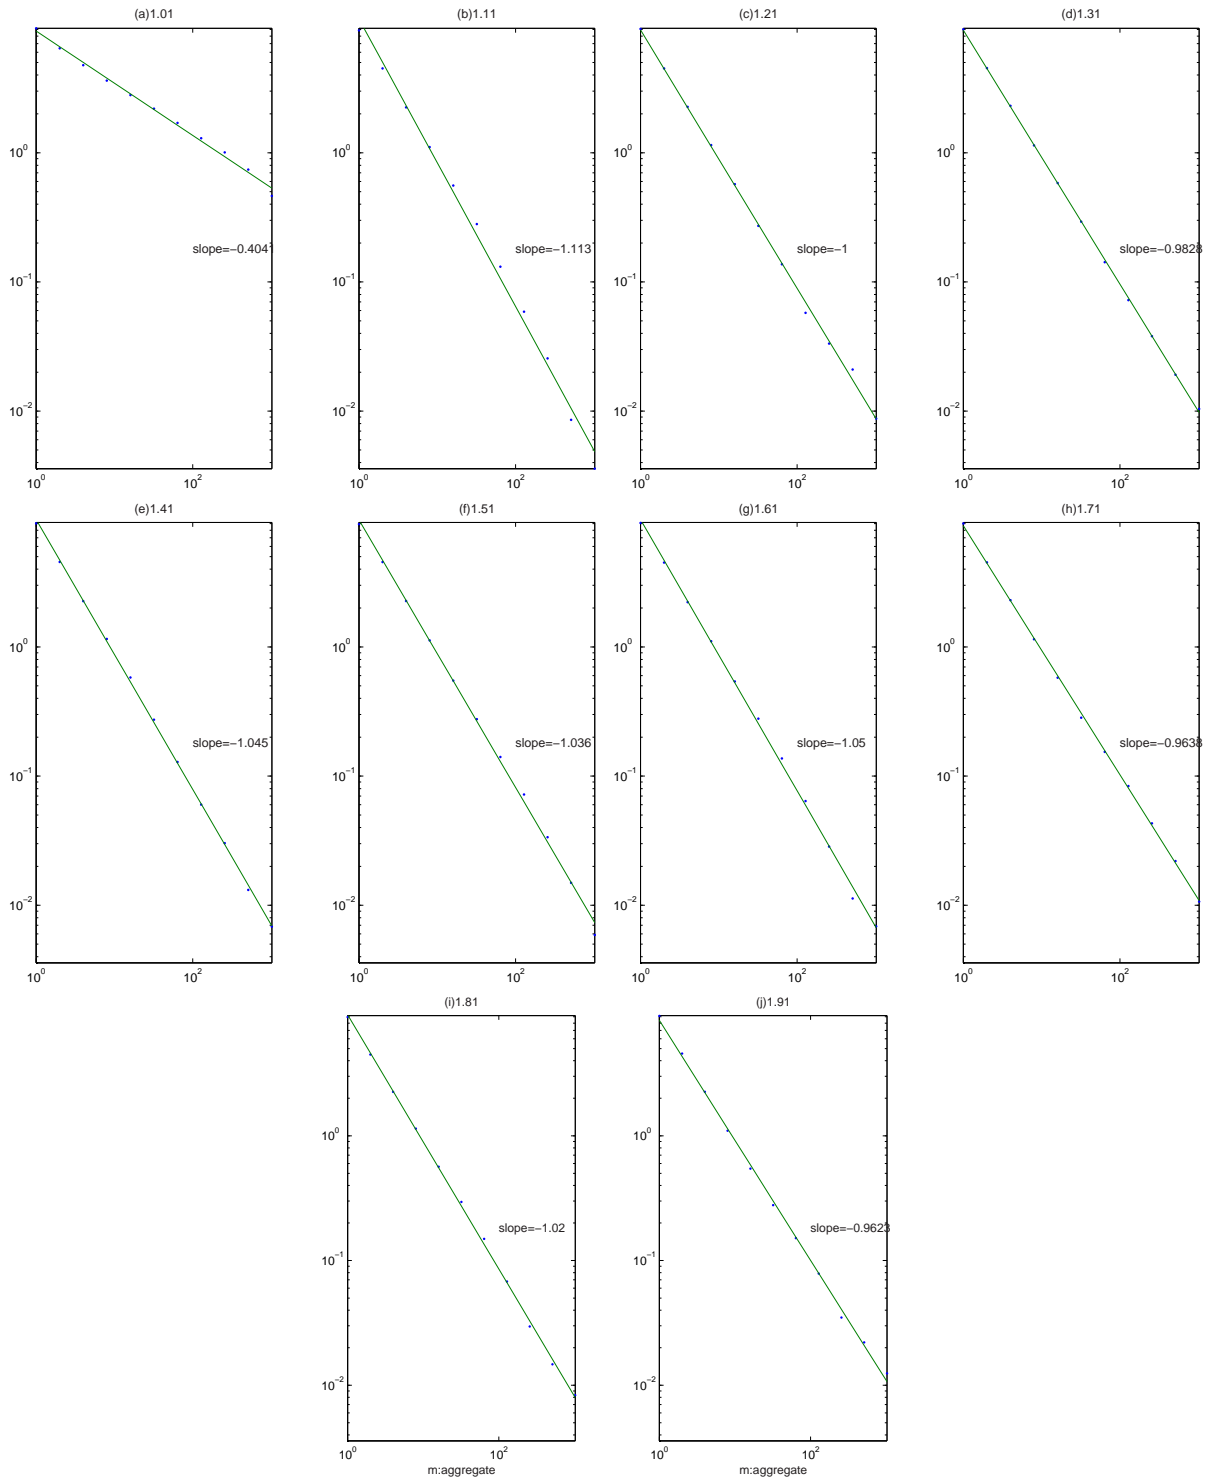 (a)1.01
(b)1.11
(c)1.21
(d)1.31
10^0
10^−1
10^−2
10^0
10^2
slope=−0.4041
10^0
10^−1
10^−2
10^0
10^2
slope=−1.113
10^0
10^−1
10^−2
10^0
10^2
slope=−1
10^0
10^−1
10^−2
10^0
10^2
slope=−0.9828
(e)1.41
(f)1.51
(g)1.61
(h)1.71
10^0
10^−1
10^−2
10^0
10^2
slope=−1.045
10^0
10^−1
10^−2
10^0
10^2
slope=−1.036
10^0
10^−1
10^−2
10^0
10^2
slope=−1.05
10^0
10^−1
10^−2
10^0
10^2
slope=−0.9638
(i)1.81
(j)1.91
10^0
10^−1
10^−2
10^0
10^2
slope=−1.02
m:aggregate
10^0
10^−1
10^−2
10^0
10^2
slope=−0.9623
m:aggregate